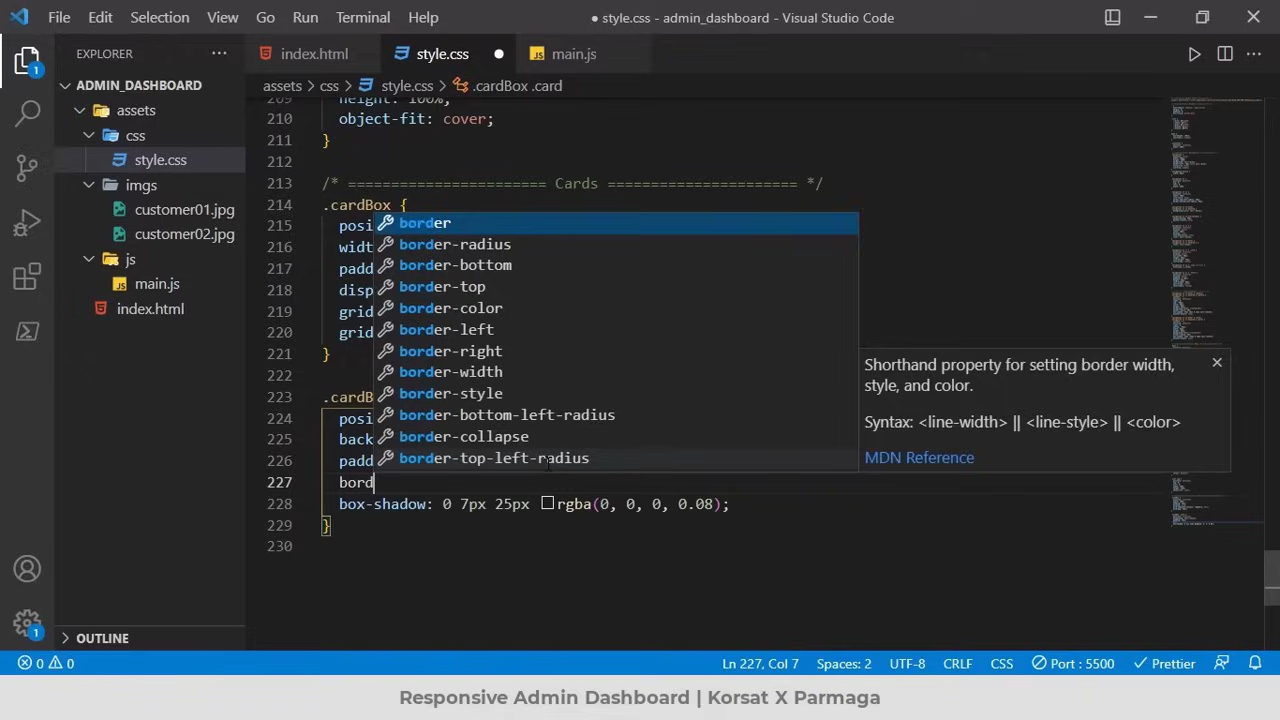 File Edit Selection View Go Run Terminal Help ● style.css - admin_dashboard - Visual Studio Code
EXPLORER ··· index.html style.css ● main.js
ADMIN_DASHBOARD
assets > css > style.css > .cardBox .card
assets
css
style.css
imgs
customer01.jpg
customer02.jpg
js
main.js
index.html
OUTLINE
209 height: 100%;
210 object-fit: cover;
211 }
212
213 /* ======================= Cards ====================== */
214 .cardBox {
215 posi
216 widt
217 padd
218 disp
219 grid
220 grid
221 }
222
223 .cardB
224 posi
225 back
226 padd
227 bord
228 box-shadow: 0 7px 25px rgba(0, 0, 0, 0.08);
229 }
230
border
border-radius
border-bottom
border-top
border-color
border-left
border-right
border-width
border-style
border-bottom-left-radius
border-collapse
border-top-left-radius
Shorthand property for setting border width,
style, and color.
Syntax: <line-width> || <line-style> || <color>
MDN Reference
1
1
0 0 Ln 227, Col 7 Spaces: 2 UTF-8 CRLF CSS Port : 5500 Prettier
Responsive Admin Dashboard | Korsat X Parmaga